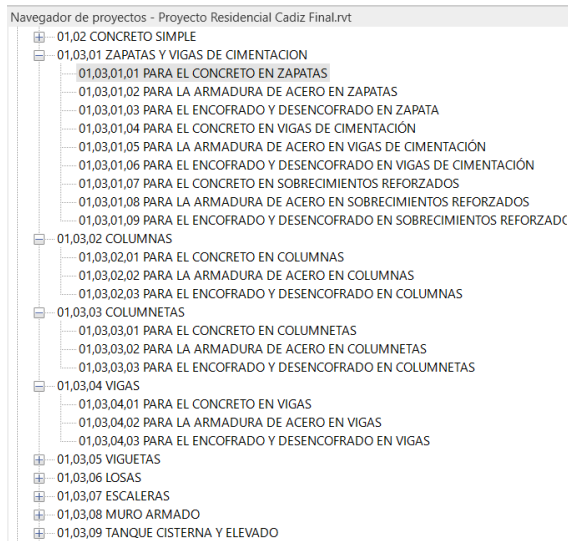 Navegador de proyectos - Proyecto Residencial Cadiz Final.rvt
01,02 CONCRETO SIMPLE
01,03,01 ZAPATAS Y VIGAS DE CIMENTACION
01,03,01,01 PARA EL CONCRETO EN ZAPATAS
01,03,01,02 PARA LA ARMADURA DE ACERO EN ZAPATAS
01,03,01,03 PARA EL ENCOFRADO Y DESENCOFRADO EN ZAPATA
01,03,01,04 PARA EL CONCRETO EN VIGAS DE CIMENTACIÓN
01,03,01,05 PARA LA ARMADURA DE ACERO EN VIGAS DE CIMENTACIÓN
01,03,01,06 PARA EL ENCOFRADO Y DESENCOFRADO EN VIGAS DE CIMENTACIÓN
01,03,01,07 PARA EL CONCRETO EN SOBRECIMIENTOS REFORZADOS
01,03,01,08 PARA LA ARMADURA DE ACERO EN SOBRECIMIENTOS REFORZADOS
01,03,01,09 PARA EL ENCOFRADO Y DESENCOFRADO EN SOBRECIMIENTOS REFORZADO
01,03,02 COLUMNAS
01,03,02,01 PARA EL CONCRETO EN COLUMNAS
01,03,02,02 PARA LA ARMADURA DE ACERO EN COLUMNAS
01,03,02,03 PARA EL ENCOFRADO Y DESENCOFRADO EN COLUMNAS
01,03,03 COLUMNETAS
01,03,03,01 PARA EL CONCRETO EN COLUMNETAS
01,03,03,02 PARA LA ARMADURA DE ACERO EN COLUMNETAS
01,03,03,03 PARA EL ENCOFRADO Y DESENCOFRADO EN COLUMNETAS
01,03,04 VIGAS
01,03,04,01 PARA EL CONCRETO EN VIGAS
01,03,04,02 PARA LA ARMADURA DE ACERO EN VIGAS
01,03,04,03 PARA EL ENCOFRADO Y DESENCOFRADO EN VIGAS
01,03,05 VIGUETAS
01,03,06 LOSAS
01,03,07 ESCALERAS
01,03,08 MURO ARMADO
01,03,09 TANQUE CISTERNA Y ELEVADO